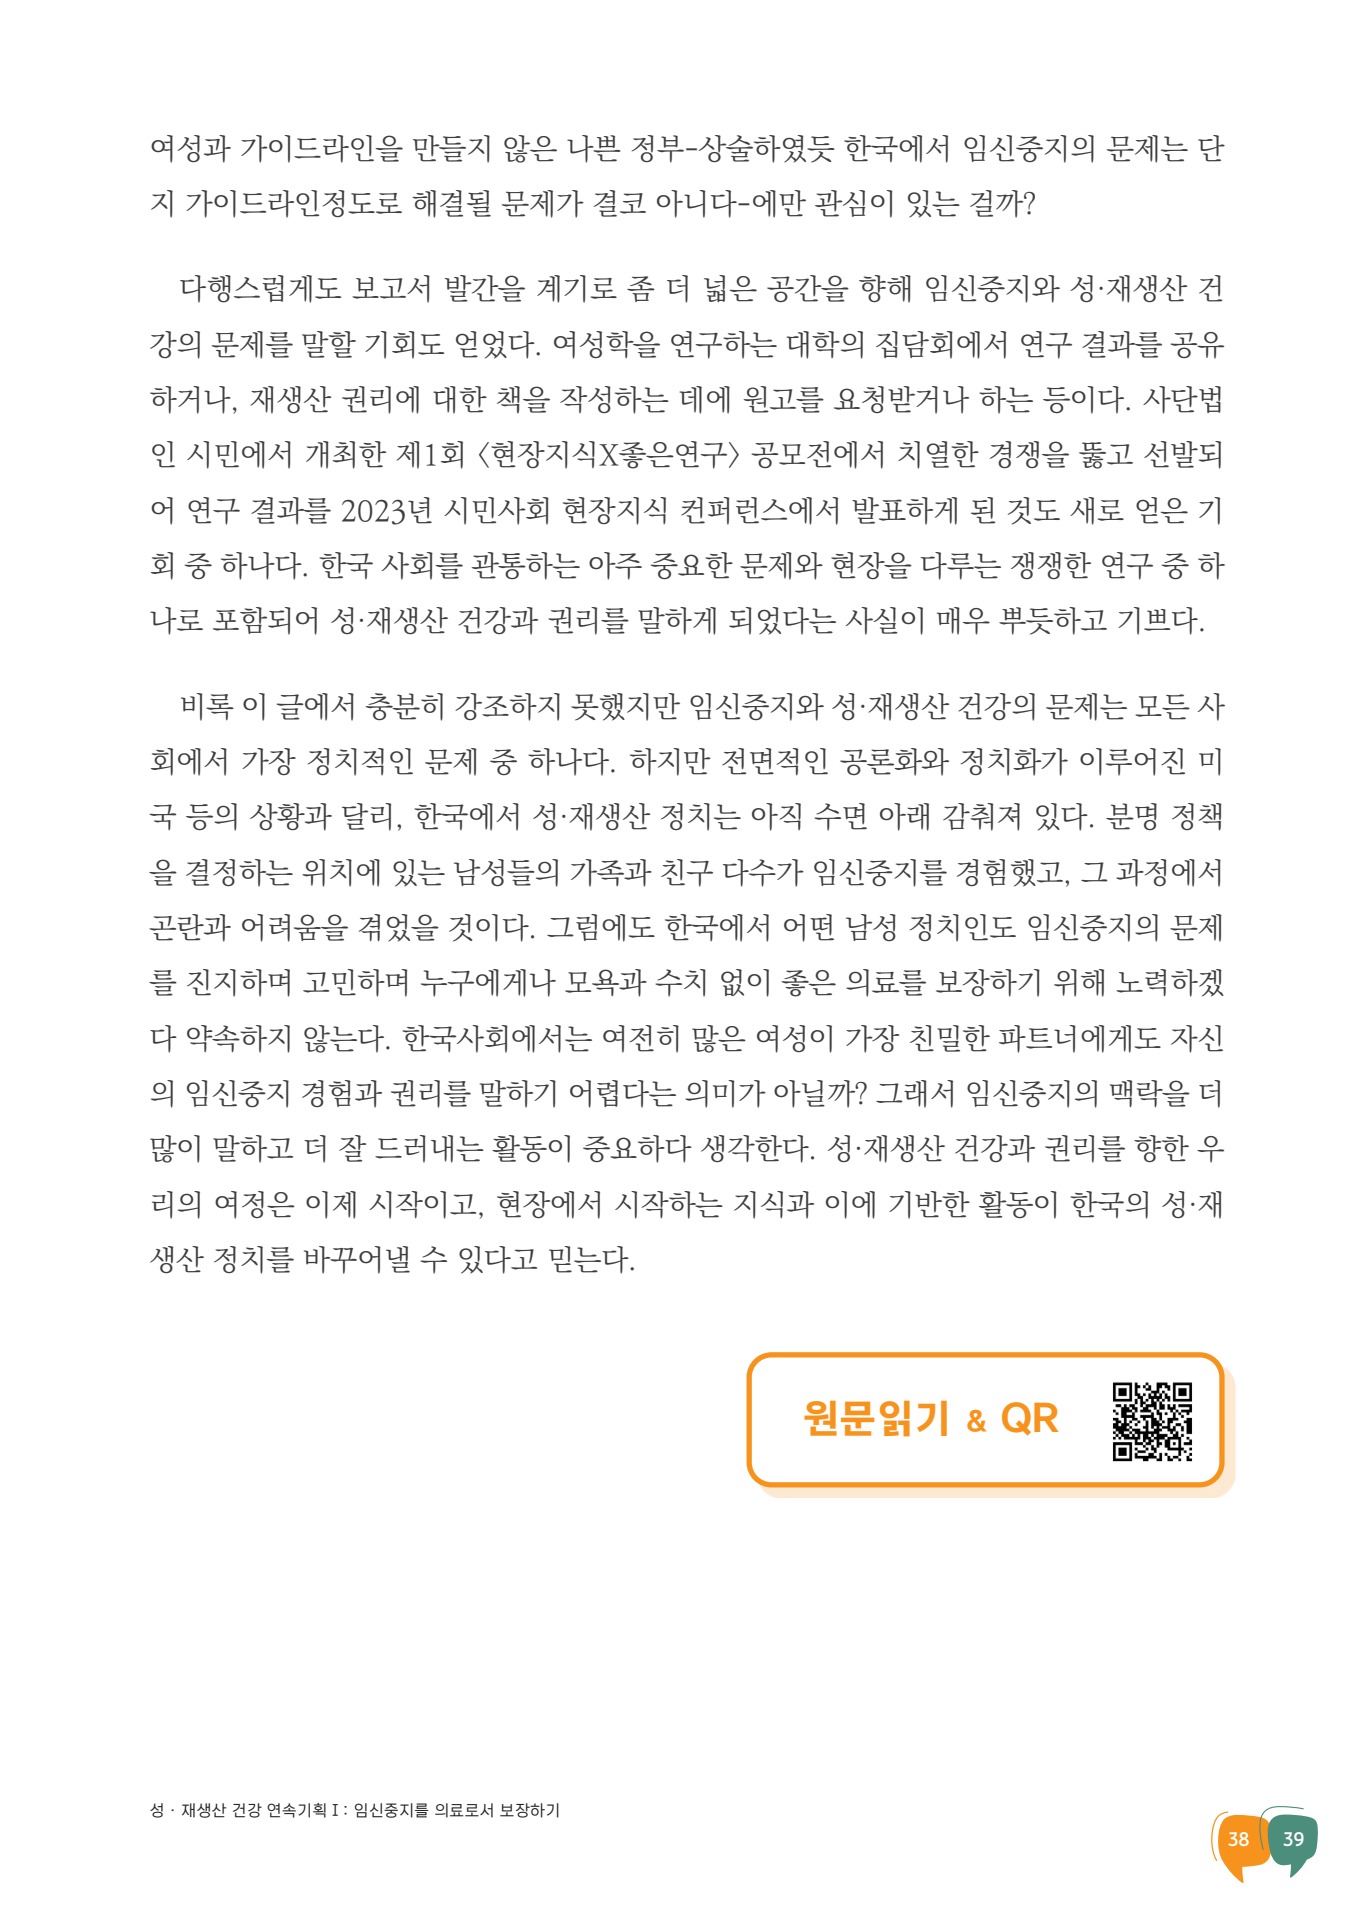 여성과 가이드라인을 만들지 않은 나쁜 정부-상술하였듯 한국에서 임신중지의 문제는 단
지 가이드라인정도로 해결될 문제가 결코 아니다-에만 관심이 있는 걸까?
다행스럽게도 보고서 발간을 계기로 좀 더 넓은 공간을 향해 임신중지와 성·재생산 건
강의 문제를 말할 기회도 얻었다. 여성학을 연구하는 대학의 집담회에서 연구 결과를 공유
하거나, 재생산 권리에 대한 책을 작성하는 데에 원고를 요청받거나 하는 등이다. 사단법
인 시민에서 개최한 제1회 〈현장지식X좋은연구〉 공모전에서 치열한 경쟁을 뚫고 선발되
어 연구 결과를 2023년 시민사회 현장지식 컨퍼런스에서 발표하게 된 것도 새로 얻은 기
회 중 하나다. 한국 사회를 관통하는 아주 중요한 문제와 현장을 다루는 쟁쟁한 연구 중 하
나로 포함되어 성·재생산 건강과 권리를 말하게 되었다는 사실이 매우 뿌듯하고 기쁘다.
비록 이 글에서 충분히 강조하지 못했지만 임신중지와 성·재생산 건강의 문제는 모든 사
회에서 가장 정치적인 문제 중 하나다. 하지만 전면적인 공론화와 정치화가 이루어진 미
국 등의 상황과 달리, 한국에서 성·재생산 정치는 아직 수면 아래 감춰져 있다. 분명 정책
을 결정하는 위치에 있는 남성들의 가족과 친구 다수가 임신중지를 경험했고, 그 과정에서
곤란과 어려움을 겪었을 것이다. 그럼에도 한국에서 어떤 남성 정치인도 임신중지의 문제
를 진지하며 고민하며 누구에게나 모욕과 수치 없이 좋은 의료를 보장하기 위해 노력하겠
다 약속하지 않는다. 한국사회에서는 여전히 많은 여성이 가장 친밀한 파트너에게도 자신
의 임신중지 경험과 권리를 말하기 어렵다는 의미가 아닐까? 그래서 임신중지의 맥락을 더
많이 말하고 더 잘 드러내는 활동이 중요하다 생각한다. 성·재생산 건강과 권리를 향한 우
리의 여정은 이제 시작이고, 현장에서 시작하는 지식과 이에 기반한 활동이 한국의 성·재
생산 정치를 바꾸어낼 수 있다고 믿는다.
원문읽기 & QR
성 · 재생산 건강 연속기획 I : 임신중지를 의료로서 보장하기
38 39